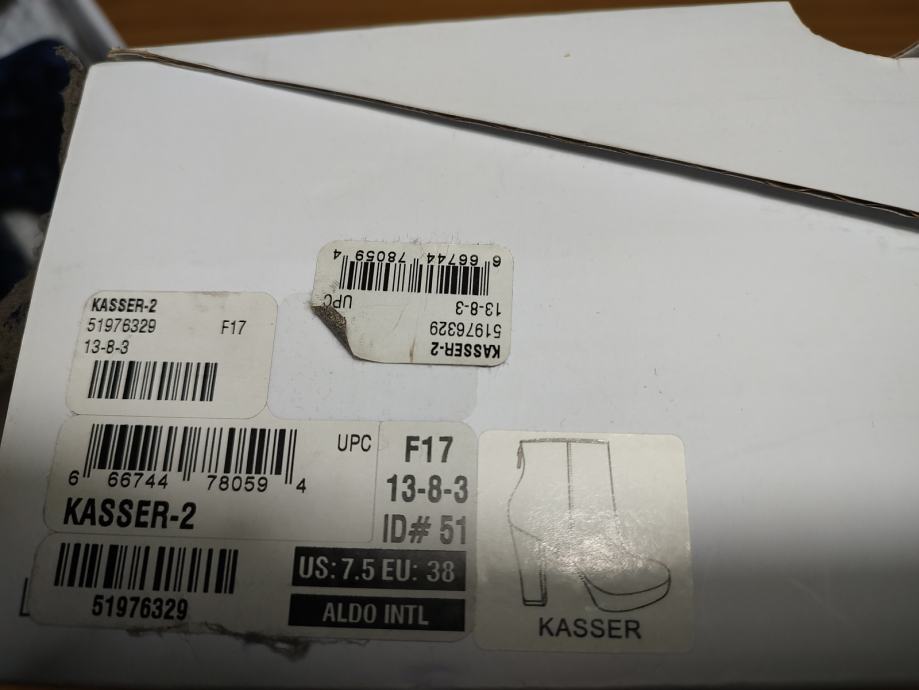 6 66744 78059 4
UPC
13-8-3
51976329
KASSER-2
KASSER-2
51976329 F17
13-8-3
UPC
6 66744 78059 4
KASSER-2
F17
13-8-3
ID# 51
51976329
US: 7.5 EU: 38
ALDO INTL
KASSER